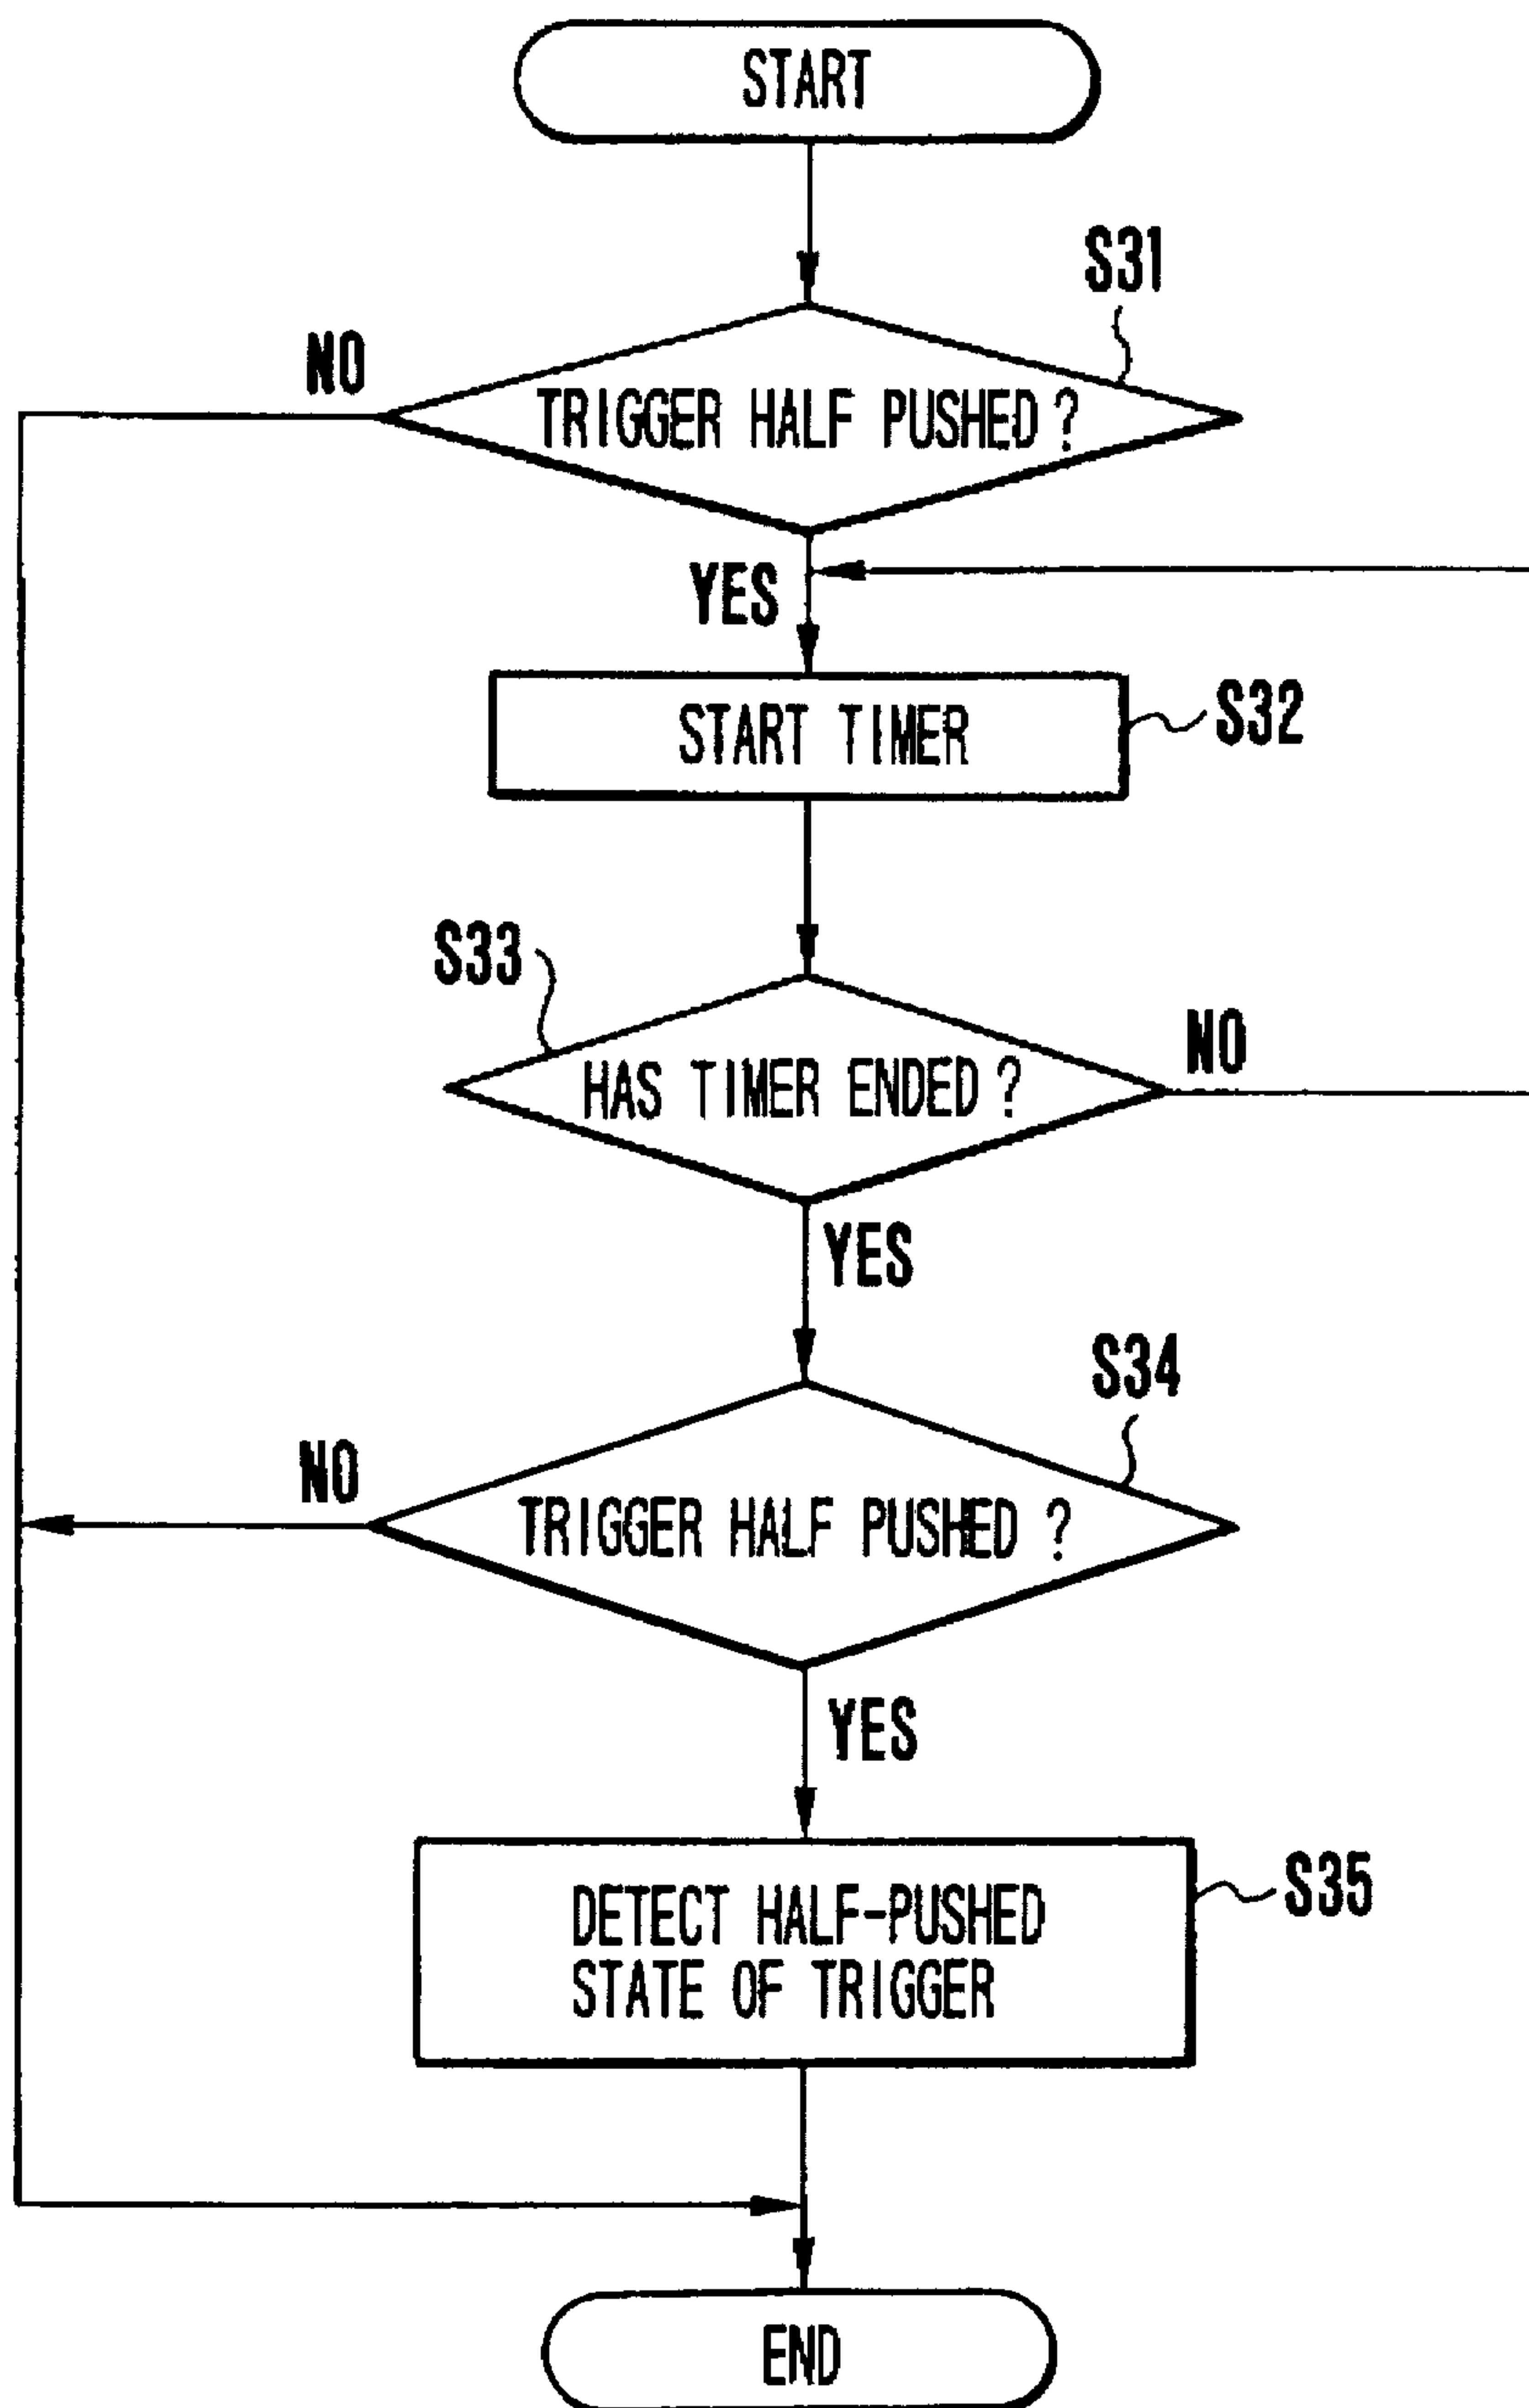 START
S31
NO
TRIGGER HALF PUSHED?
YES
START TIMER
S32
S33
NO
HAS TIMER ENDED?
YES
S34
NO
TRIGGER HALF PUSHED ?
YES
DETECT HALF-PUSHED
STATE OF TRIGGER
S35
END